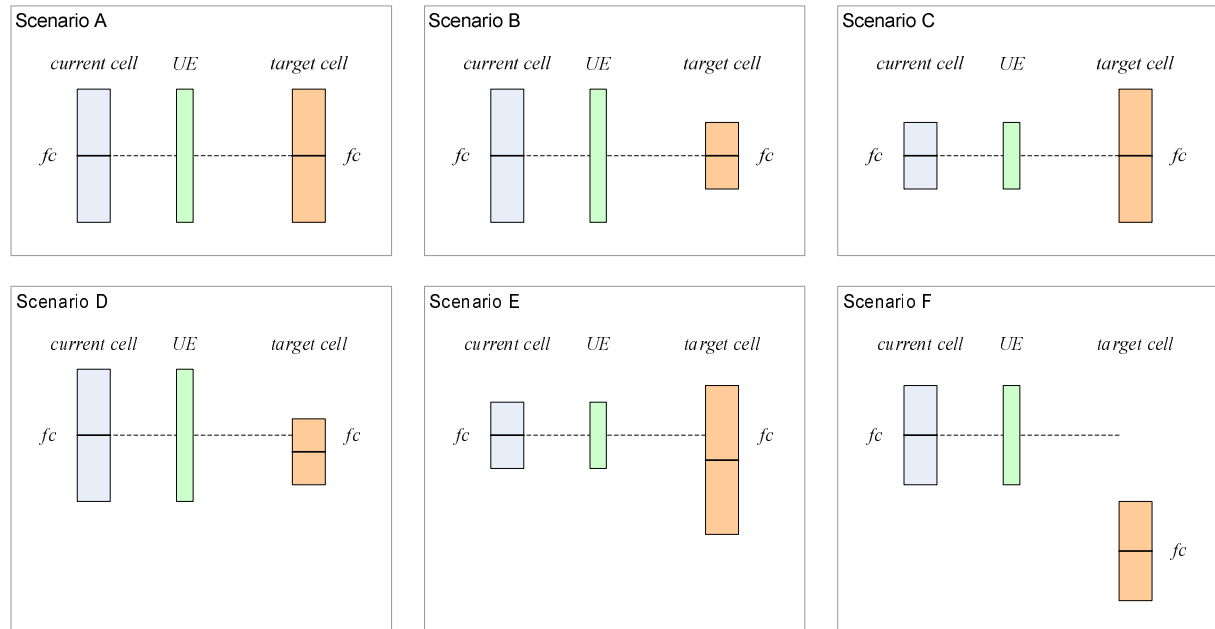 Scenario A
current cell UE target cell
fc fc
Scenario B
current cell UE target cell
fc fc
Scenario C
current cell UE target cell
fc fc
Scenario D
current cell UE target cell
fc fc
Scenario E
current cell UE target cell
fc fc
Scenario F
current cell UE target cell
fc
fc